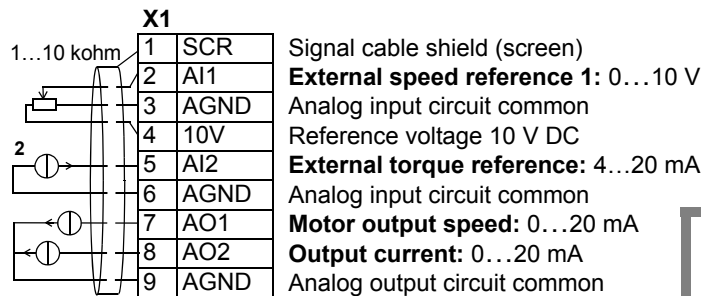 X1
1…10 kohm 1 SCR Signal cable shield (screen)
2 AI1 External speed reference 1: 0…10 V
3 AGND Analog input circuit common
4 10V Reference voltage 10 V DC
2 5 AI2 External torque reference: 4…20 mA
6 AGND Analog input circuit common
7 AO1 Motor output speed: 0…20 mA
8 AO2 Output current: 0…20 mA
9 AGND Analog output circuit common